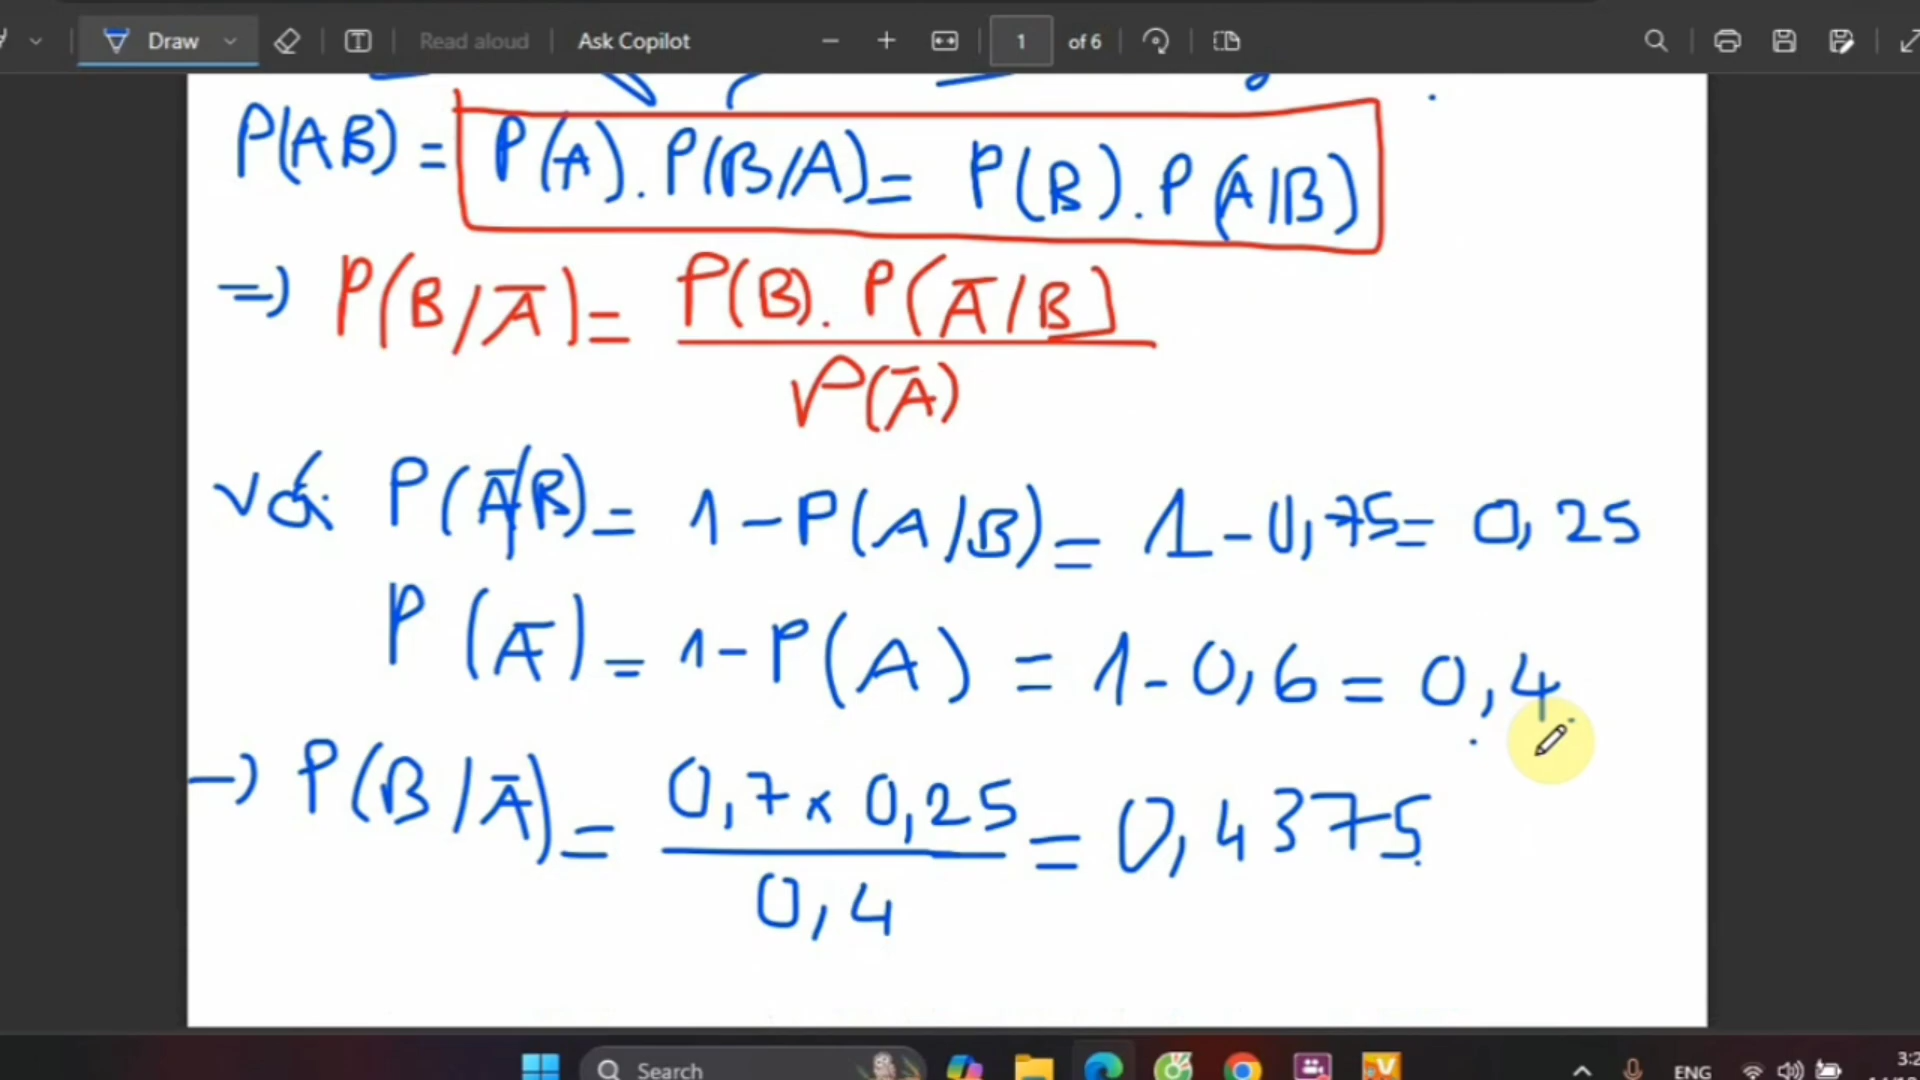 Draw Read aloud Ask Copilot 1 of 6
P(AB) = P(A) . P(B/A) = P(B) . P(A/B)
=) P(B/Ā) = P(B) . P(Ā/B)
P(Ā)
P(Ā/B) = 1 - P(A/B) = 1 - 0,75 = 0,25
P(Ā) = 1 - P(A) = 1 - 0,6 = 0,4
-) P(B/Ā) = 0,7 x 0,25 = 0,4375
0,4
Search ENG